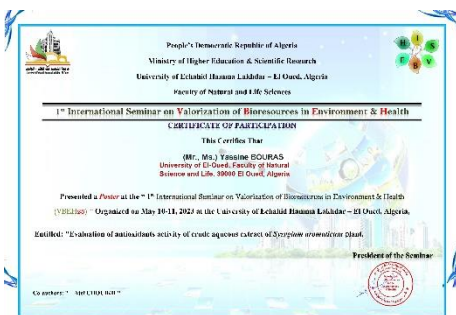 People's Democratic Republic of Algeria
Ministry of Higher Education & Scientific Research
University of Echahid Hamma Lakhdar – El Oued, Algeria
Faculty of Natural and Life Sciences
1st International Seminar on Valorization of Bioresources in Environment & Health
CERTIFICATE OF PARTICIPATION
This Certifies That
(Mr., Ms.) Yassine BOURAS
University of El-Oued, Faculty of Natural
Science and Life, 39000 El Oued, Algeria
Presented a Poster at the " 1st International Seminar on Valorization of Bioresources in Environment & Health
Organized on May 10-11, 2023 at the University of Echahid Hamma Lakhdar – El Oued, Algeria,
Entitled: "Evaluation of antioxidants activity of crude aqueous extract of Syzygium aromaticum plant.
President of the Seminar
Co authors: "